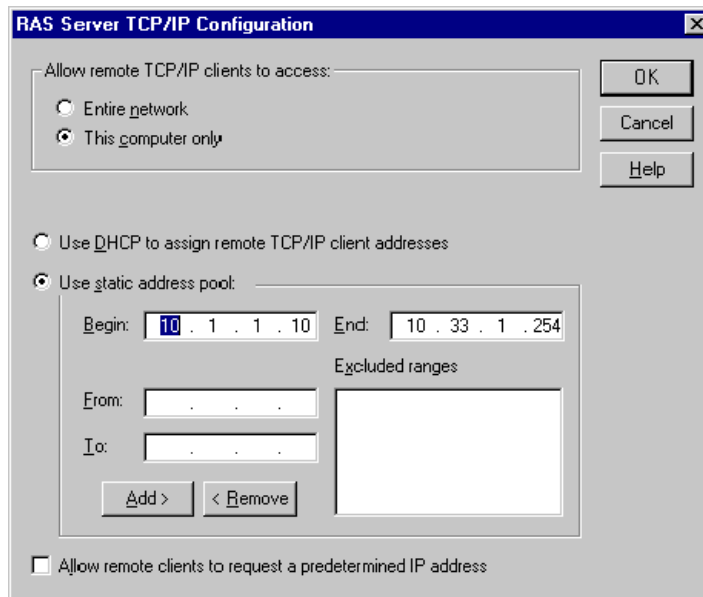 RAS Server TCP/IP Configuration
Allow remote TCP/IP clients to access:
Entire network
This computer only
OK
Cancel
Help
Use DHCP to assign remote TCP/IP client addresses
Use static address pool:
Begin: 10 . 1 . 1 . 10 End: 10 . 33 . 1 . 254
Excluded ranges
From: . . .
To: . . .
Add > < Remove
Allow remote clients to request a predetermined IP address